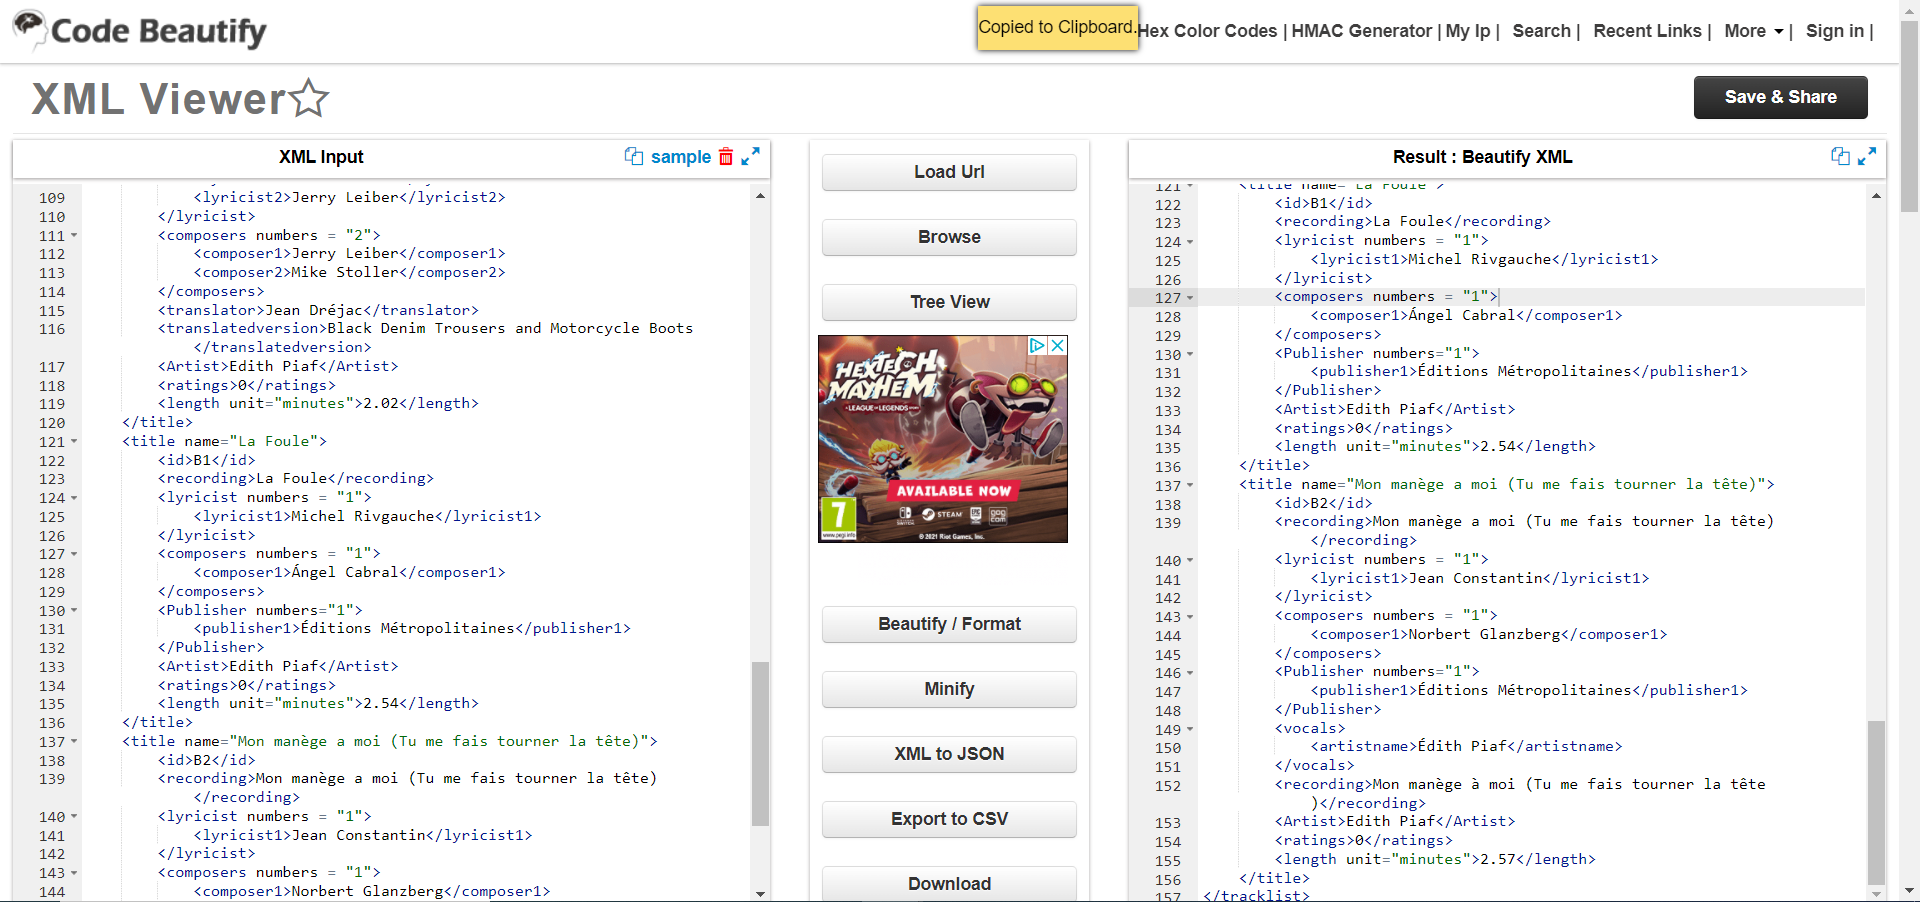 Code Beautify
Copied to Clipboard.
Hex Color Codes | HMAC Generator | My Ip | Search | Recent Links | More | Sign in |
XML Viewer
Save & Share
XML Input
sample
109 <lyricist2>Jerry Leiber</lyricist2>
110 </lyricist>
111 <composers numbers = "2">
112 <composer1>Jerry Leiber</composer1>
113 <composer2>Mike Stoller</composer2>
114 </composers>
115 <translator>Jean Dréjac</translator>
116 <translatedversion>Black Denim Trousers and Motorcycle Boots
</translatedversion>
117 <Artist>Edith Piaf</Artist>
118 <ratings>0</ratings>
119 <length unit="minutes">2.02</length>
120 </title>
121 <title name="La Foule">
122 <id>B1</id>
123 <recording>La Foule</recording>
124 <lyricist numbers = "1">
125 <lyricist1>Michel Rivgauche</lyricist1>
126 </lyricist>
127 <composers numbers = "1">
128 <composer1>Ángel Cabral</composer1>
129 </composers>
130 <Publisher numbers="1">
131 <publisher1>Éditions Métropolitaines</publisher1>
132 </Publisher>
133 <Artist>Edith Piaf</Artist>
134 <ratings>0</ratings>
135 <length unit="minutes">2.54</length>
136 </title>
137 <title name="Mon manège a moi (Tu me fais tourner la tête)">
138 <id>B2</id>
139 <recording>Mon manège a moi (Tu me fais tourner la tête)
</recording>
140 <lyricist numbers = "1">
141 <lyricist1>Jean Constantin</lyricist1>
142 </lyricist>
143 <composers numbers = "1">
144 <composer1>Norbert Glanzberg</composer1>
Load Url
Browse
Tree View
HEXTECH
MAYHEM
A LEAGUE OF LEGENDS STORY
AVAILABLE NOW
7
www.pegi.info
STEAM
gog
com
© 2021 Riot Games, Inc.
Beautify / Format
Minify
XML to JSON
Export to CSV
Download
Result : Beautify XML
121 <title name="La Foule">
122 <id>B1</id>
123 <recording>La Foule</recording>
124 <lyricist numbers = "1">
125 <lyricist1>Michel Rivgauche</lyricist1>
126 </lyricist>
127 <composers numbers = "1">
128 <composer1>Ángel Cabral</composer1>
129 </composers>
130 <Publisher numbers="1">
131 <publisher1>Éditions Métropolitaines</publisher1>
132 </Publisher>
133 <Artist>Edith Piaf</Artist>
134 <ratings>0</ratings>
135 <length unit="minutes">2.54</length>
136 </title>
137 <title name="Mon manège a moi (Tu me fais tourner la tête)">
138 <id>B2</id>
139 <recording>Mon manège a moi (Tu me fais tourner la tête)
</recording>
140 <lyricist numbers = "1">
141 <lyricist1>Jean Constantin</lyricist1>
142 </lyricist>
143 <composers numbers = "1">
144 <composer1>Norbert Glanzberg</composer1>
145 </composers>
146 <Publisher numbers="1">
147 <publisher1>Éditions Métropolitaines</publisher1>
148 </Publisher>
149 <vocals>
150 <artistname>Édith Piaf</artistname>
151 </vocals>
152 <recording>Mon manège à moi (Tu me fais tourner la tête
)</recording>
153 <Artist>Edith Piaf</Artist>
154 <ratings>0</ratings>
155 <length unit="minutes">2.57</length>
156 </title>
157 </tracklist>